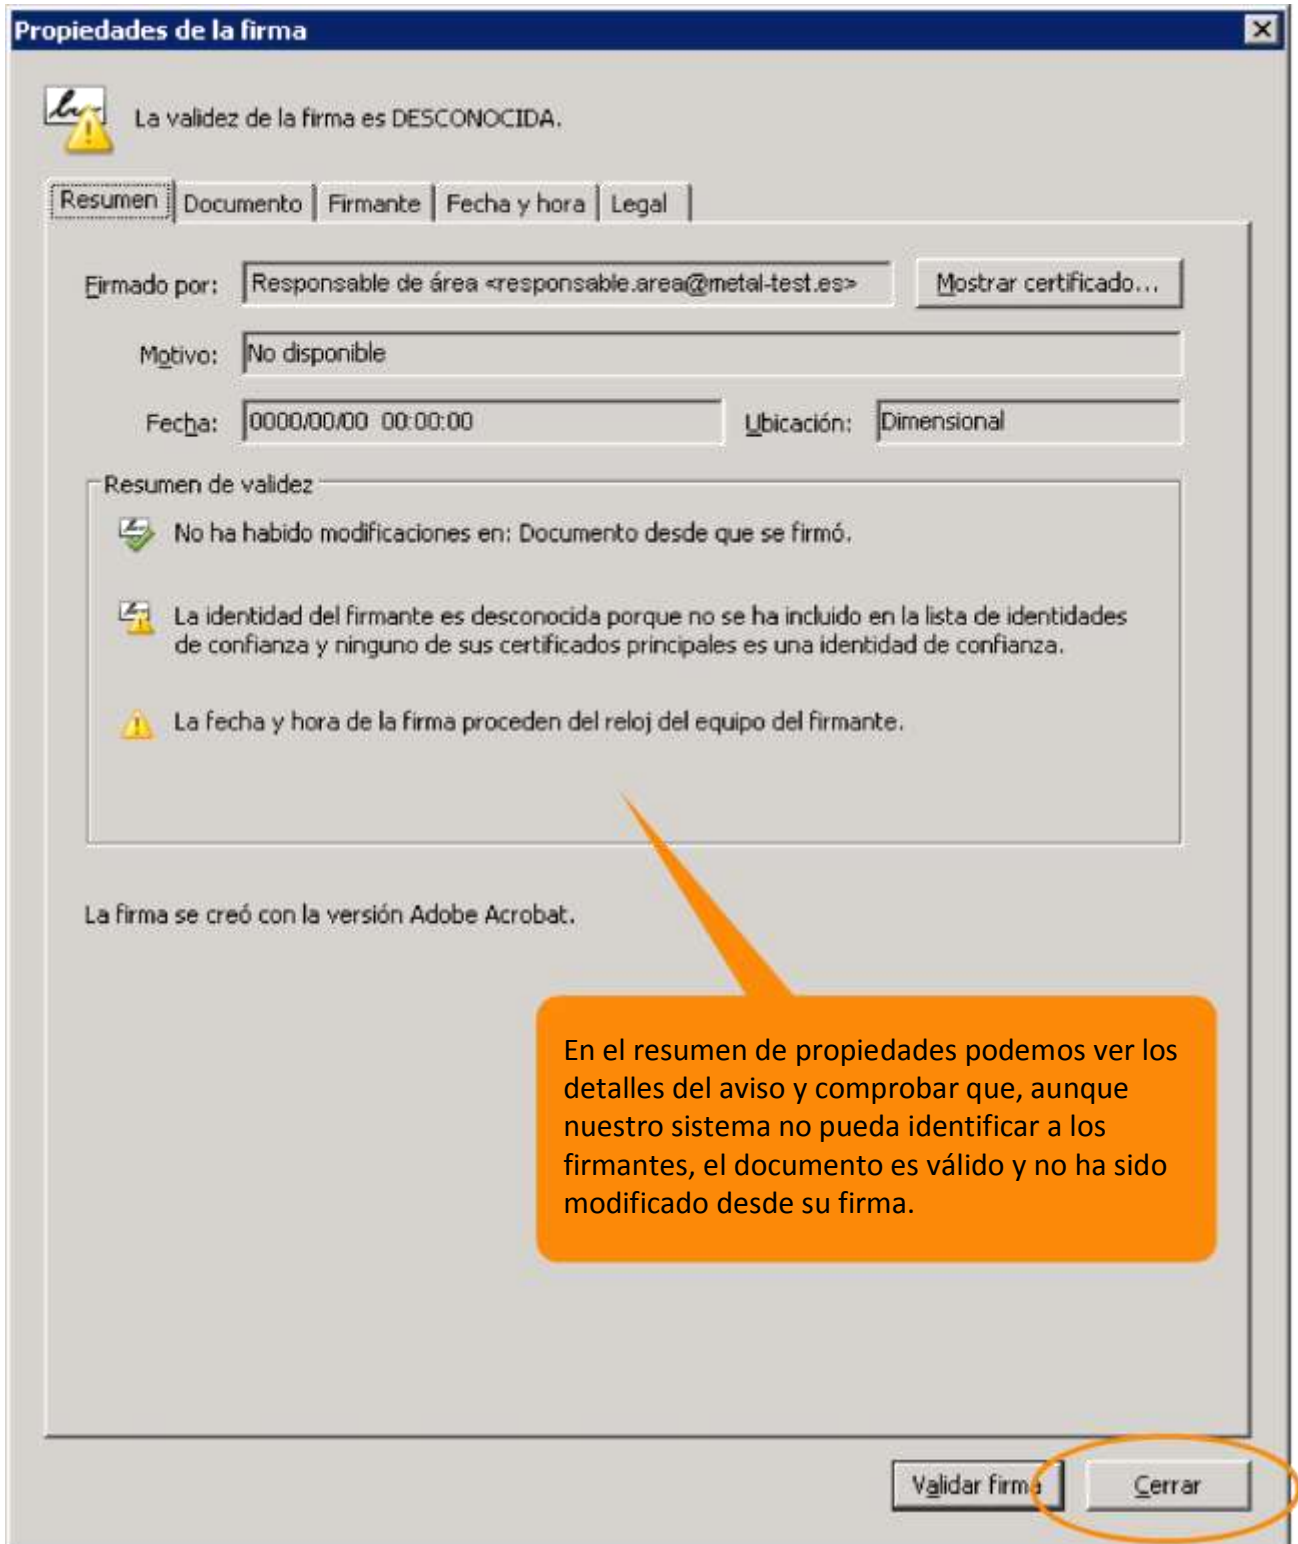 Propiedades de la firma
La validez de la firma es DESCONOCIDA.
Resumen Documento Firmante Fecha y hora Legal
Firmado por: Responsable de área <responsable.area@metal-test.es> Mostrar certificado...
Motivo: No disponible
Fecha: 0000/00/00 00:00:00 Ubicación: Dimensional
Resumen de validez
No ha habido modificaciones en: Documento desde que se firmó.
La identidad del firmante es desconocida porque no se ha incluido en la lista de identidades
de confianza y ninguno de sus certificados principales es una identidad de confianza.
La fecha y hora de la firma proceden del reloj del equipo del firmante.
La firma se creó con la versión Adobe Acrobat.
En el resumen de propiedades podemos ver los
detalles del aviso y comprobar que, aunque
nuestro sistema no pueda identificar a los
firmantes, el documento es válido y no ha sido
modificado desde su firma.
Validar firma Cerrar